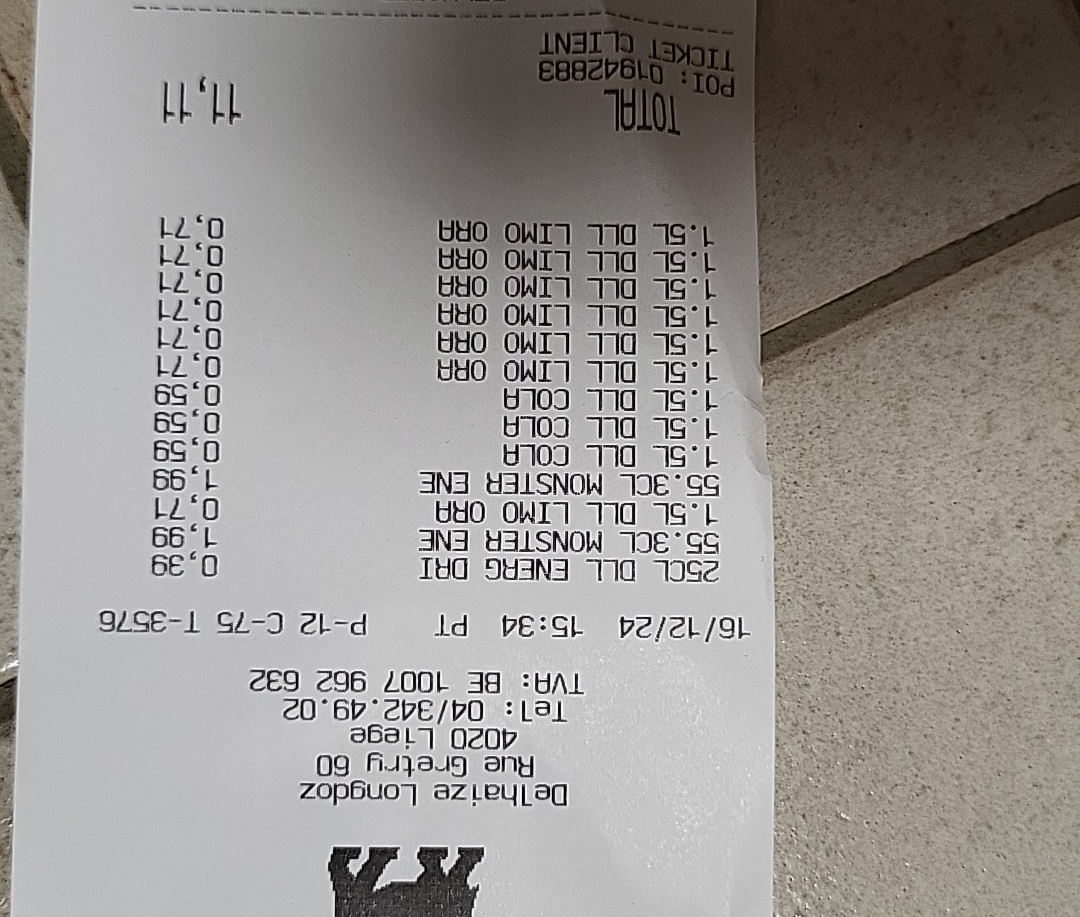 Delhaize Longdoz
Rue Gretry 60
4020 Liege
Tel: 04/342.49.02
TVA: BE 1007 962 632
16/12/24 15:34 PT P-12 C-75 T-3576
25CL DLL ENERG DRI 0,39
55.3CL MONSTER ENE 1,99
1.5L DLL LIMO ORA 0,71
55.3CL MONSTER ENE 1,99
1.5L DLL COLA 0,59
1.5L DLL COLA 0,59
1.5L DLL COLA 0,59
1.5L DLL LIMO ORA 0,71
1.5L DLL LIMO ORA 0,71
1.5L DLL LIMO ORA 0,71
1.5L DLL LIMO ORA 0,71
1.5L DLL LIMO ORA 0,71
1.5L DLL LIMO ORA 0,71
TOTAL 11,11
POI: 01942883
TICKET CLIENT